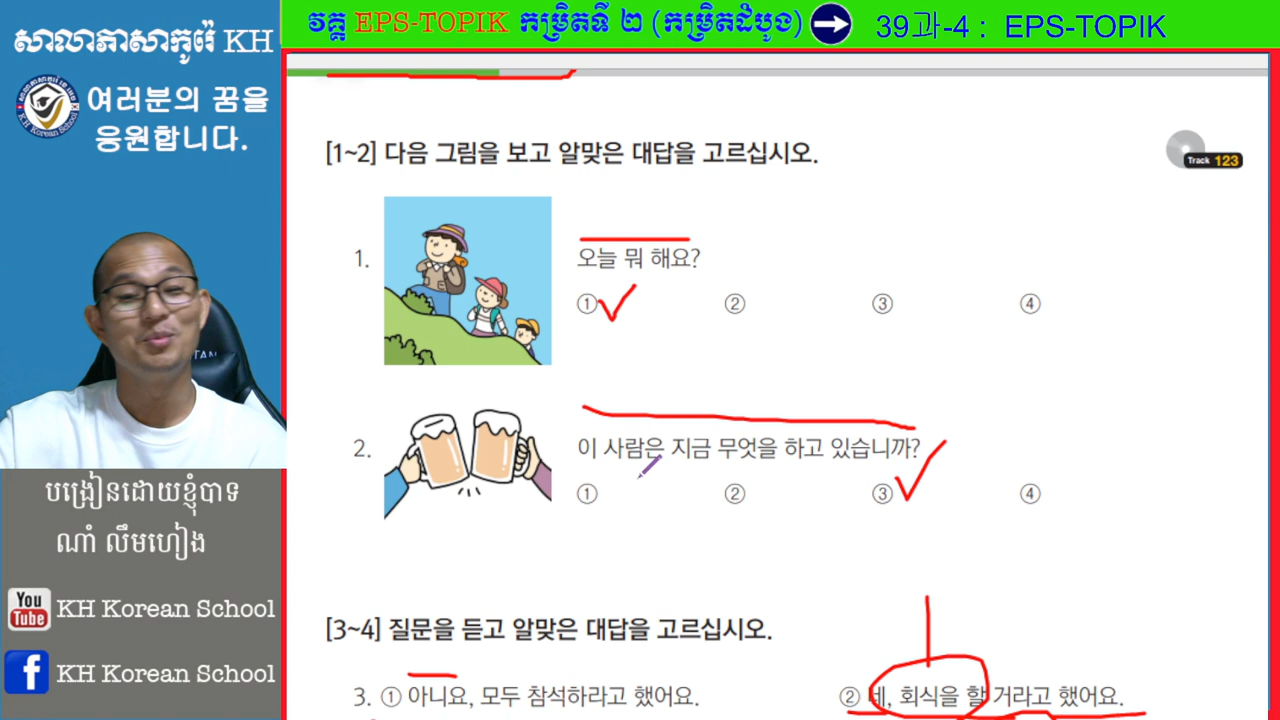 សាលាភាសាកូរ៉េ KH
여러분의 꿈을
응원합니다.
វគ្គ EPS-TOPIK កម្រិតទី ២ (កម្រិតដំបូង)
39과-4 : EPS-TOPIK
[1~2] 다음 그림을 보고 알맞은 대답을 고르십시오.
Track 123
1. 오늘 뭐 해요?
① ② ③ ④
2. 이 사람은 지금 무엇을 하고 있습니까?
① ② ③ ④
[3~4] 질문을 듣고 알맞은 대답을 고르십시오.
3. ① 아니요, 모두 참석하라고 했어요. ② 네, 회식을 할 거라고 했어요.
បង្រៀនដោយខ្ញុំបាទ
ណាំ លឹមហៀង
You Tube KH Korean School
f KH Korean School